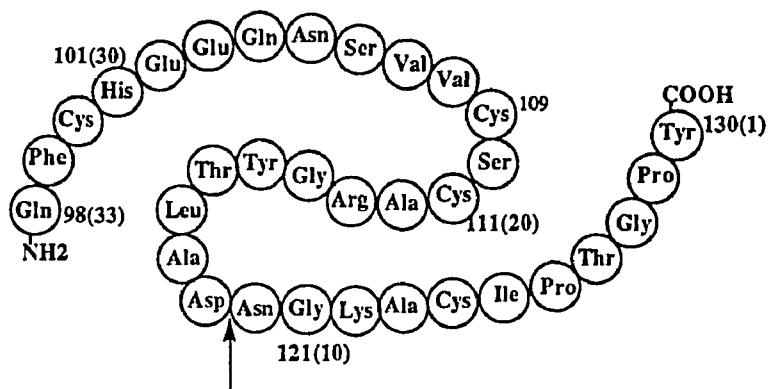 NH2
Gln
98(33)
Phe
Cys
101(30)
His
Glu
Glu
Gln
Asn
Ser
Val
Val
Cys
109
Ser
Cys
111(20)
Ala
Arg
Gly
Tyr
Thr
Leu
Ala
Asp
Asn
Gly
121(10)
Lys
Ala
Cys
Ile
Pro
Thr
Gly
Pro
Tyr
130(1)
COOH